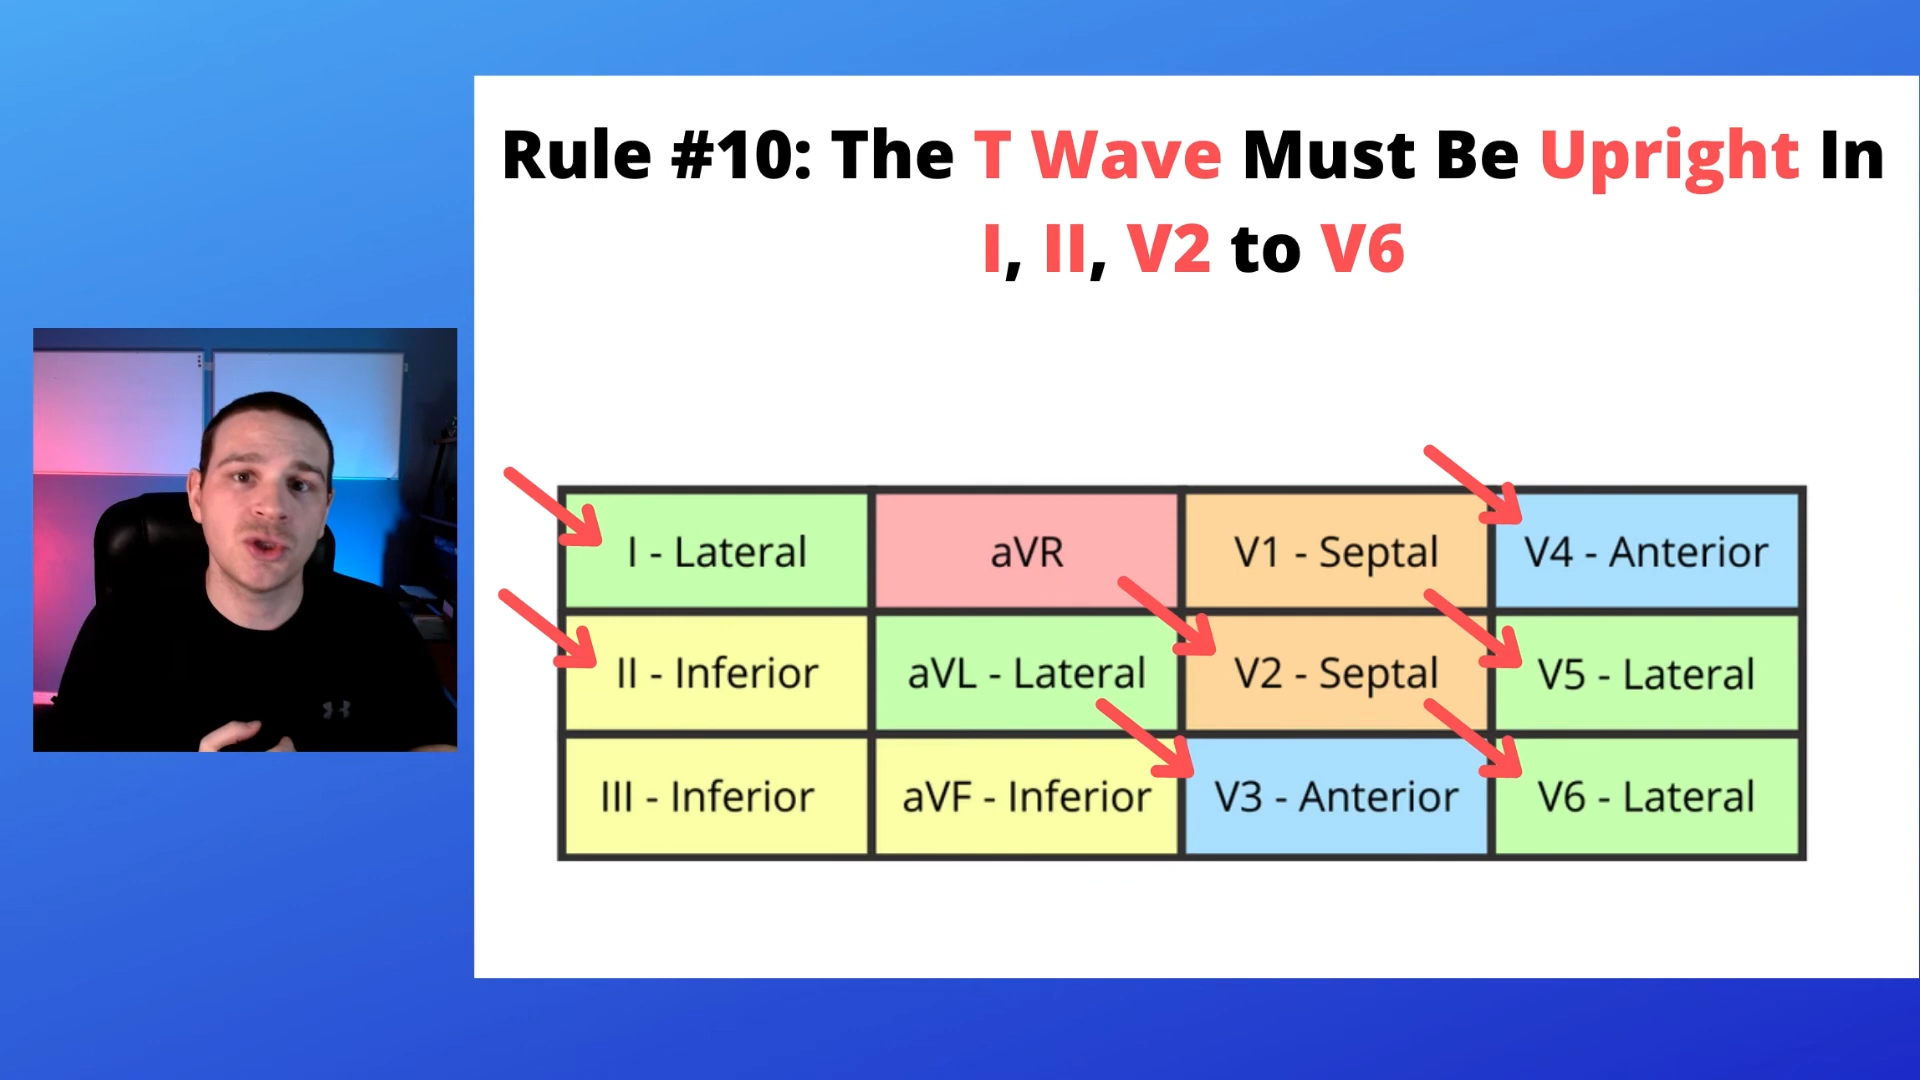 Rule #10: The T Wave Must Be Upright In
I, II, V2 to V6
I - Lateral
aVR
V1 - Septal
V4 - Anterior
II - Inferior
aVL - Lateral
V2 - Septal
V5 - Lateral
III - Inferior
aVF - Inferior
V3 - Anterior
V6 - Lateral